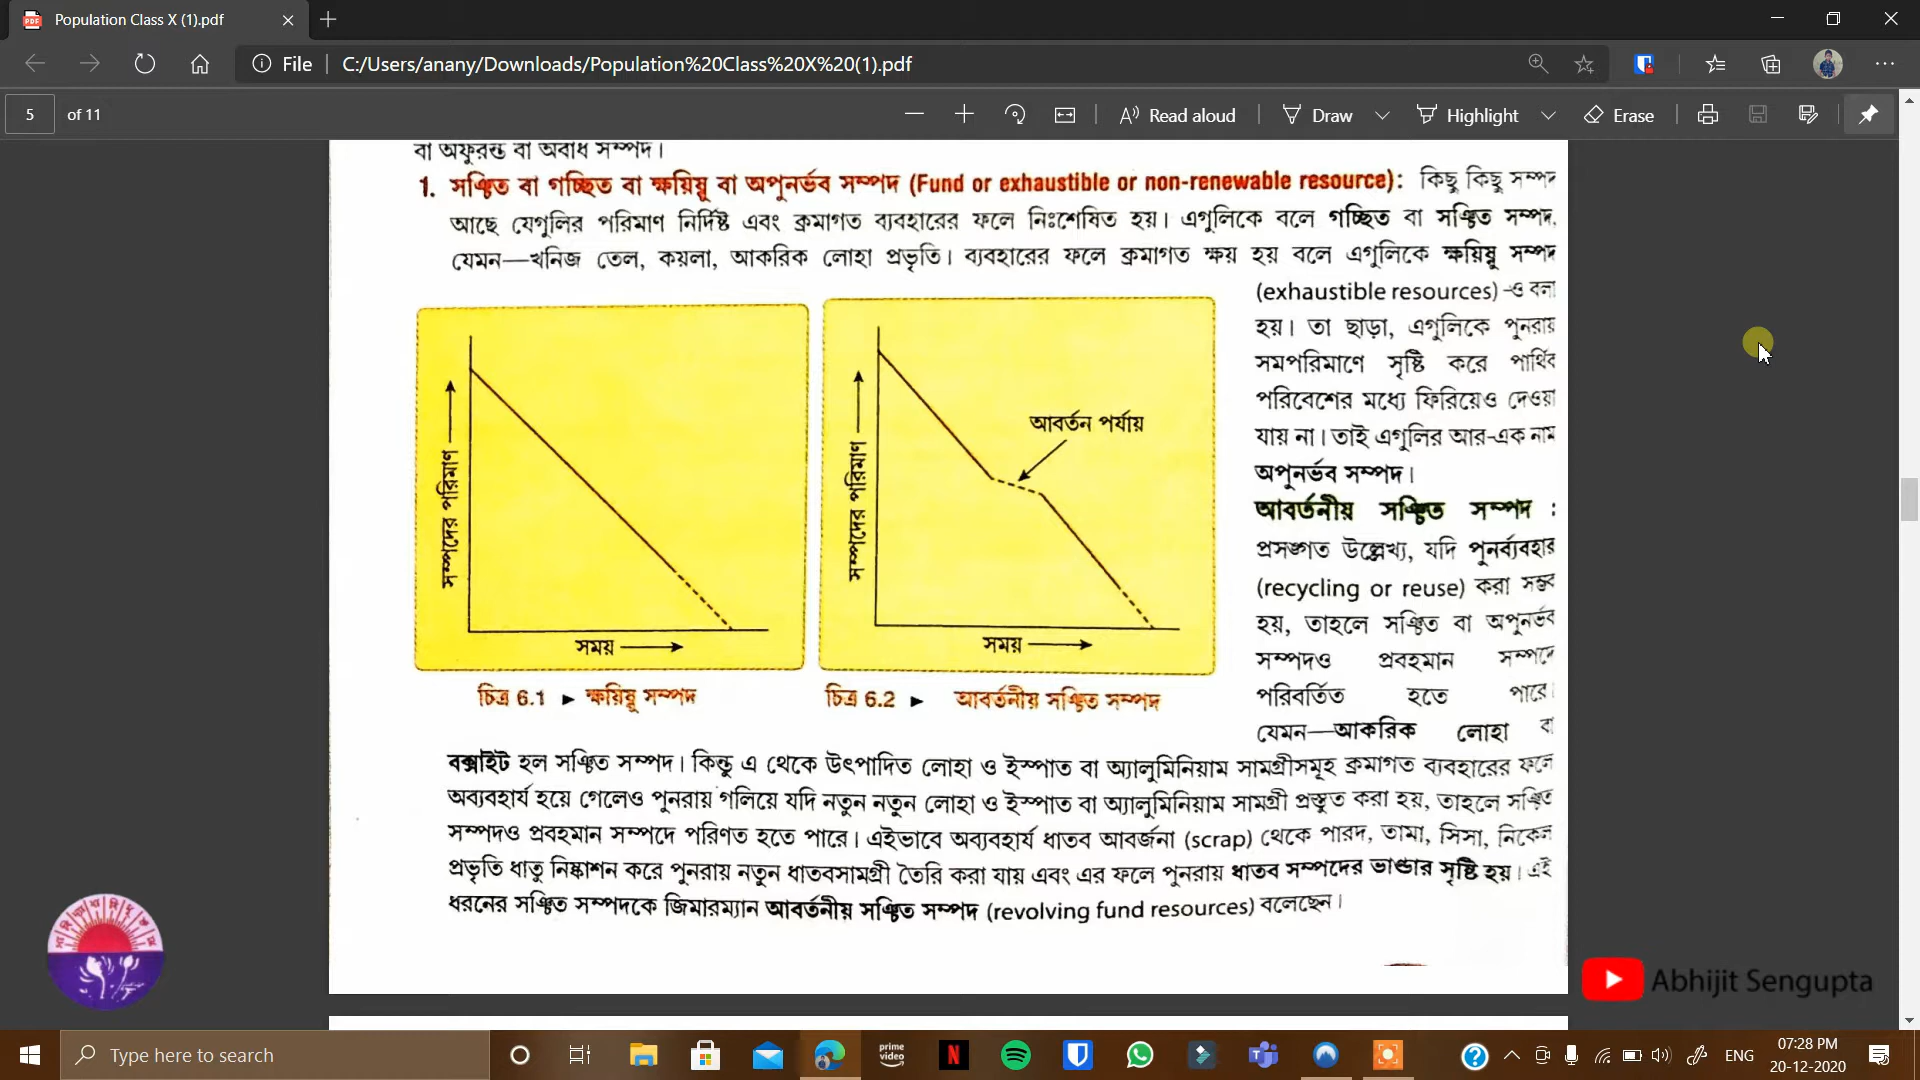 Population Class X (1).pdf
File
C:/Users/anany/Downloads/Population%20Class%20X%20(1).pdf
5 of 11
Read aloud
Draw
Highlight
Erase
বা অফুরন্ত বা অবাধ সম্পদ।
1. সঞ্চিত বা গচ্ছিত বা ক্ষয়িষ্ণু বা অপুনর্ভব সম্পদ (Fund or exhaustible or non-renewable resource): কিছু কিছু সম্পদ
আছে যেগুলির পরিমাণ নির্দিষ্ট এবং ক্রমাগত ব্যবহারের ফলে নিঃশেষিত হয়। এগুলিকে বলে গচ্ছিত বা সঞ্চিত সম্পদ,
যেমন—খনিজ তেল, কয়লা, আকরিক লোহা প্রভৃতি। ব্যবহারের ফলে ক্রমাগত ক্ষয় হয় বলে এগুলিকে ক্ষয়িষ্ণু সম্পদ
(exhaustible resources)-ও বলা
হয়। তা ছাড়া, এগুলিকে পুনরায়
সমপরিমাণে সৃষ্টি করে পার্থিব
পরিবেশের মধ্যে ফিরিয়েও দেওয়া
যায় না। তাই এগুলির আর-এক নাম
অপুনর্ভব সম্পদ।
আবর্তনীয় সঞ্চিত সম্পদ :
প্রসঙ্গত উল্লেখ্য, যদি পুনর্ব্যবহার
(recycling or reuse) করা সম্ভব
হয়, তাহলে সঞ্চিত বা অপুনর্ভব
সম্পদও প্রবহমান সম্পদে
পরিবর্তিত হতে পারে।
যেমন—আকরিক লোহা বা
সম্পদের পরিমাণ
সময়
চিত্র 6.1 ► ক্ষয়িষ্ণু সম্পদ
সম্পদের পরিমাণ
আবর্তন পর্যায়
সময়
চিত্র 6.2 ► আবর্তনীয় সঞ্চিত সম্পদ
বক্সাইট হল সঞ্চিত সম্পদ। কিন্তু এ থেকে উৎপাদিত লোহা ও ইস্পাত বা অ্যালুমিনিয়াম সামগ্রীসমূহ ক্রমাগত ব্যবহারের ফলে
অব্যবহার্য হয়ে গেলেও পুনরায় গলিয়ে যদি নতুন নতুন লোহা ও ইস্পাত বা অ্যালুমিনিয়াম সামগ্রী প্রস্তুত করা হয়, তাহলে সঞ্চিত
সম্পদও প্রবহমান সম্পদে পরিণত হতে পারে। এইভাবে অব্যবহার্য ধাতব আবর্জনা (scrap) থেকে পারদ, তামা, সিসা, নিকেল
প্রভৃতি ধাতু নিষ্কাশন করে পুনরায় নতুন ধাতবসামগ্রী তৈরি করা যায় এবং এর ফলে পুনরায় ধাতব সম্পদের ভাণ্ডার সৃষ্টি হয়। এই
ধরনের সঞ্চিত সম্পদকে জিমারম্যান আবর্তনীয় সঞ্চিত সম্পদ (revolving fund resources) বলেছেন।
Abhijit Sengupta
Type here to search
prime
video
N
ENG
07:28 PM
20-12-2020